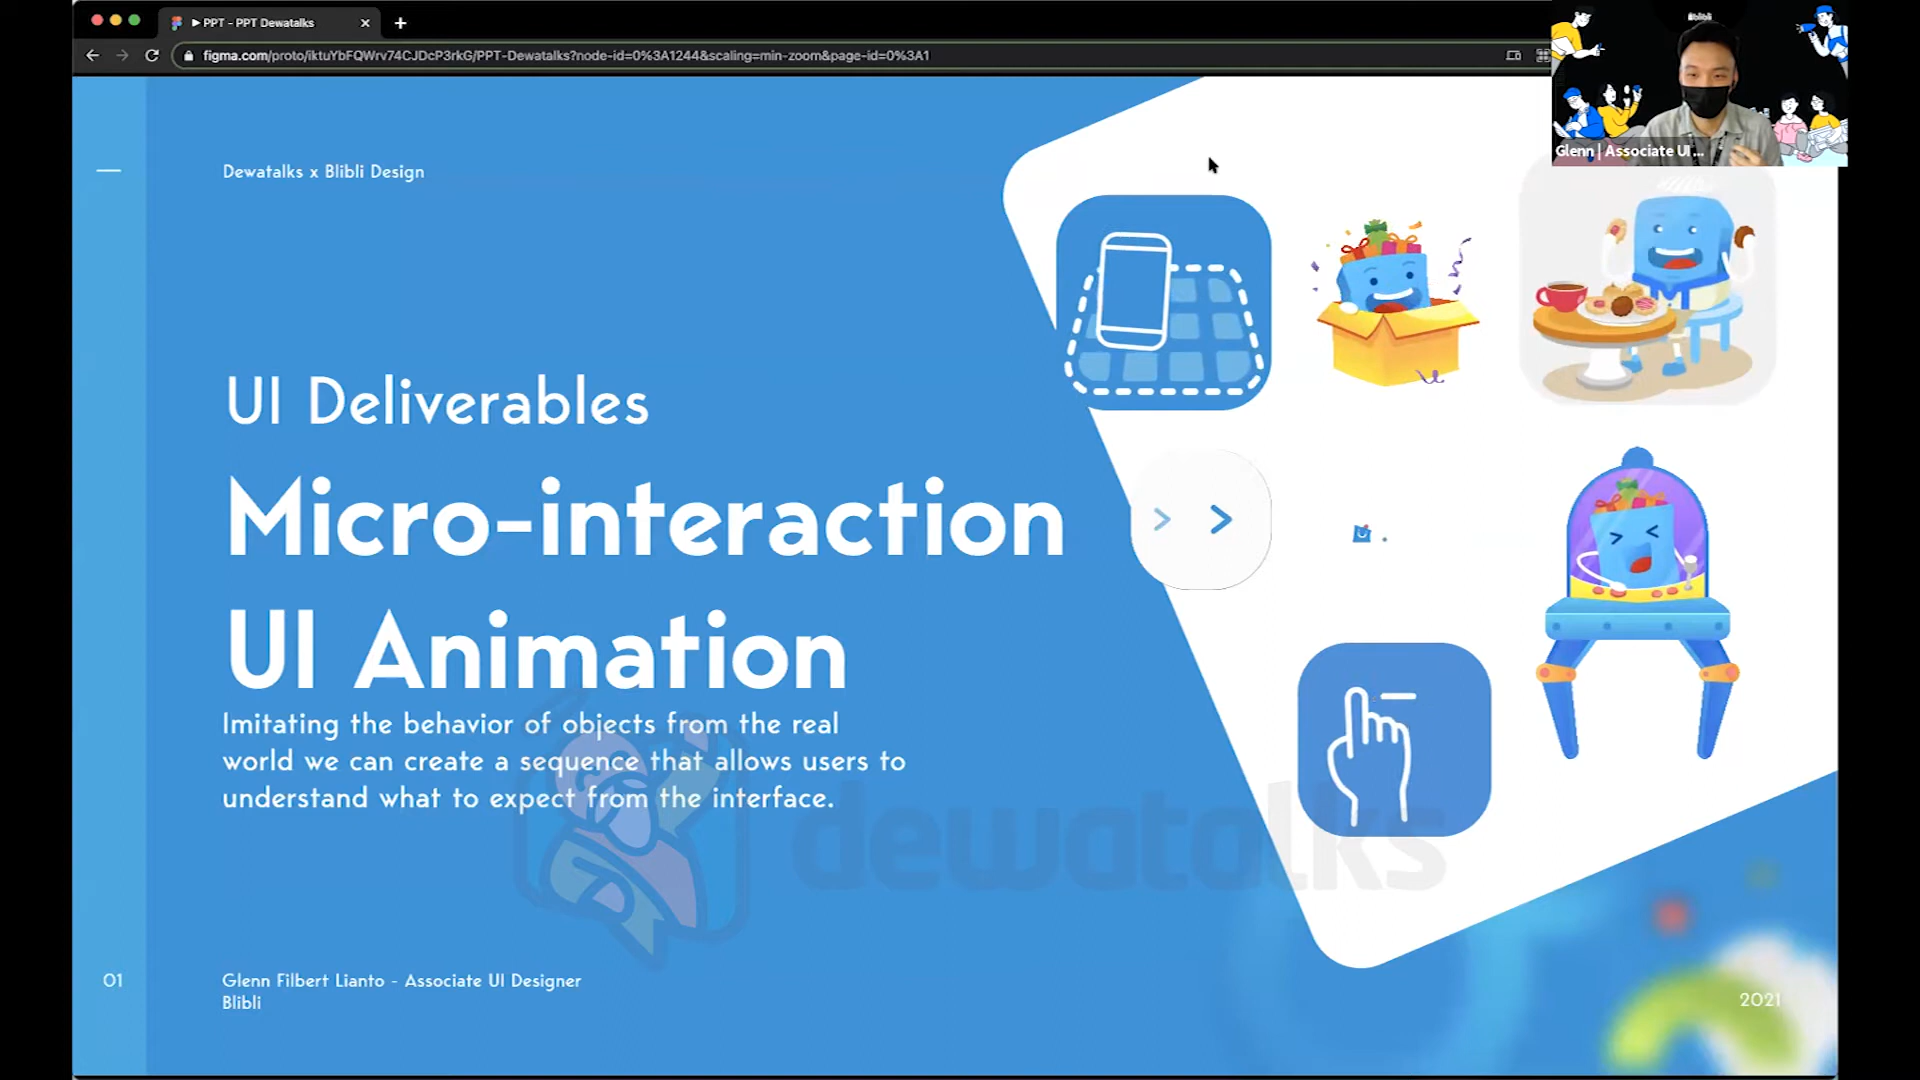 PPT - PPT Dewatalks
figma.com/proto/iktuYbFQWrv74CJDcP3rkG/PPT-Dewatalks?node-id=0%3A1244&scaling=min-zoom&page-id=0%3A1
Blibli
Glenn | Associate UI ...
Dewatalks x Blibli Design
UI Deliverables
Micro-interaction
UI Animation
Imitating the behavior of objects from the real
world we can create a sequence that allows users to
understand what to expect from the interface.
dewatalks
01
Glenn Filbert Lianto - Associate UI Designer
Blibli
2021